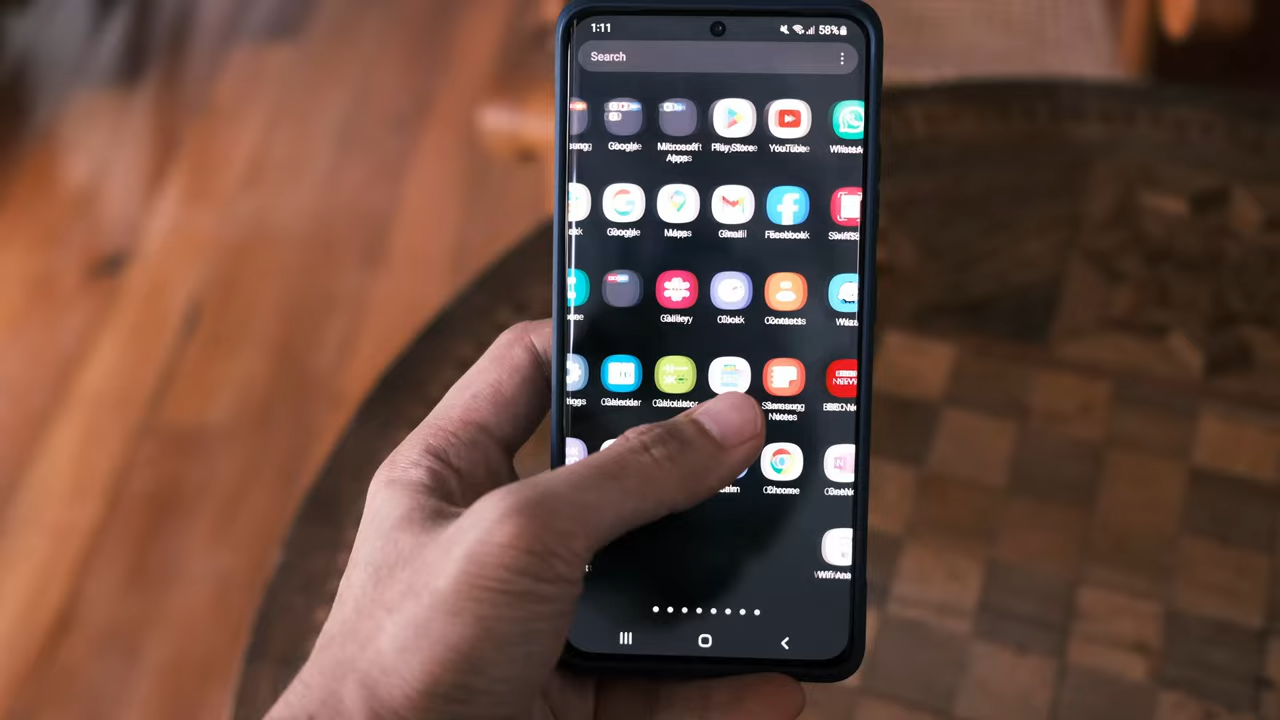 1:11
58%
Search
Google
Microsoft
Play Store
YouTube
Apps
Google
Maps
Gmail
Facebook
Gallery
Clock
Contacts
Calendar
Calculator
Samsung
Notes
Chrome